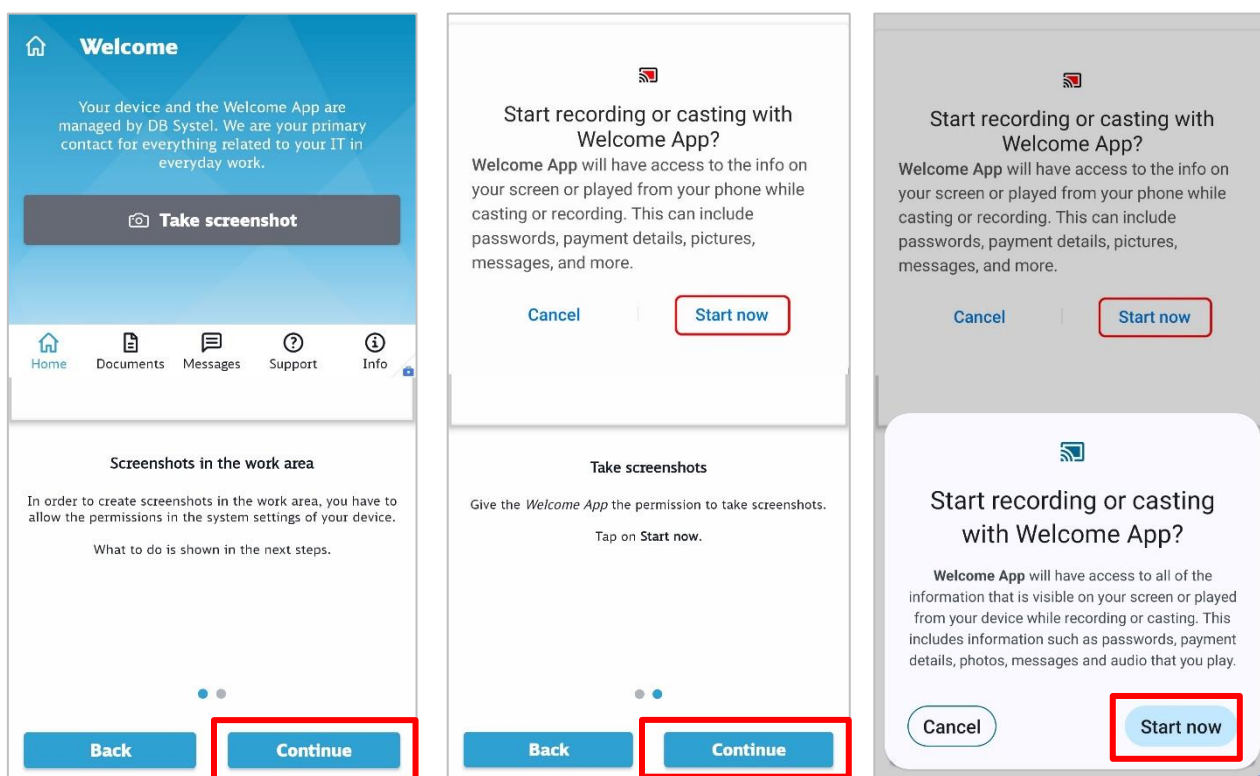 Welcome
Your device and the Welcome App are
managed by DB Systel. We are your primary
contact for everything related to your IT in
everyday work.
Take screenshot
Home Documents Messages Support Info
Screenshots in the work area
In order to create screenshots in the work area, you have to
allow the permissions in the system settings of your device.
What to do is shown in the next steps.
Back Continue
Start recording or casting with
Welcome App?
Welcome App will have access to the info on
your screen or played from your phone while
casting or recording. This can include
passwords, payment details, pictures,
messages, and more.
Cancel Start now
Take screenshots
Give the Welcome App the permission to take screenshots.
Tap on Start now.
Back Continue
Start recording or casting with
Welcome App?
Welcome App will have access to the info on
your screen or played from your phone while
casting or recording. This can include
passwords, payment details, pictures,
messages, and more.
Cancel Start now
Start recording or casting
with Welcome App?
Welcome App will have access to all of the
information that is visible on your screen or played
from your device while recording or casting. This
includes information such as passwords, payment
details, photos, messages and audio that you play.
Cancel Start now